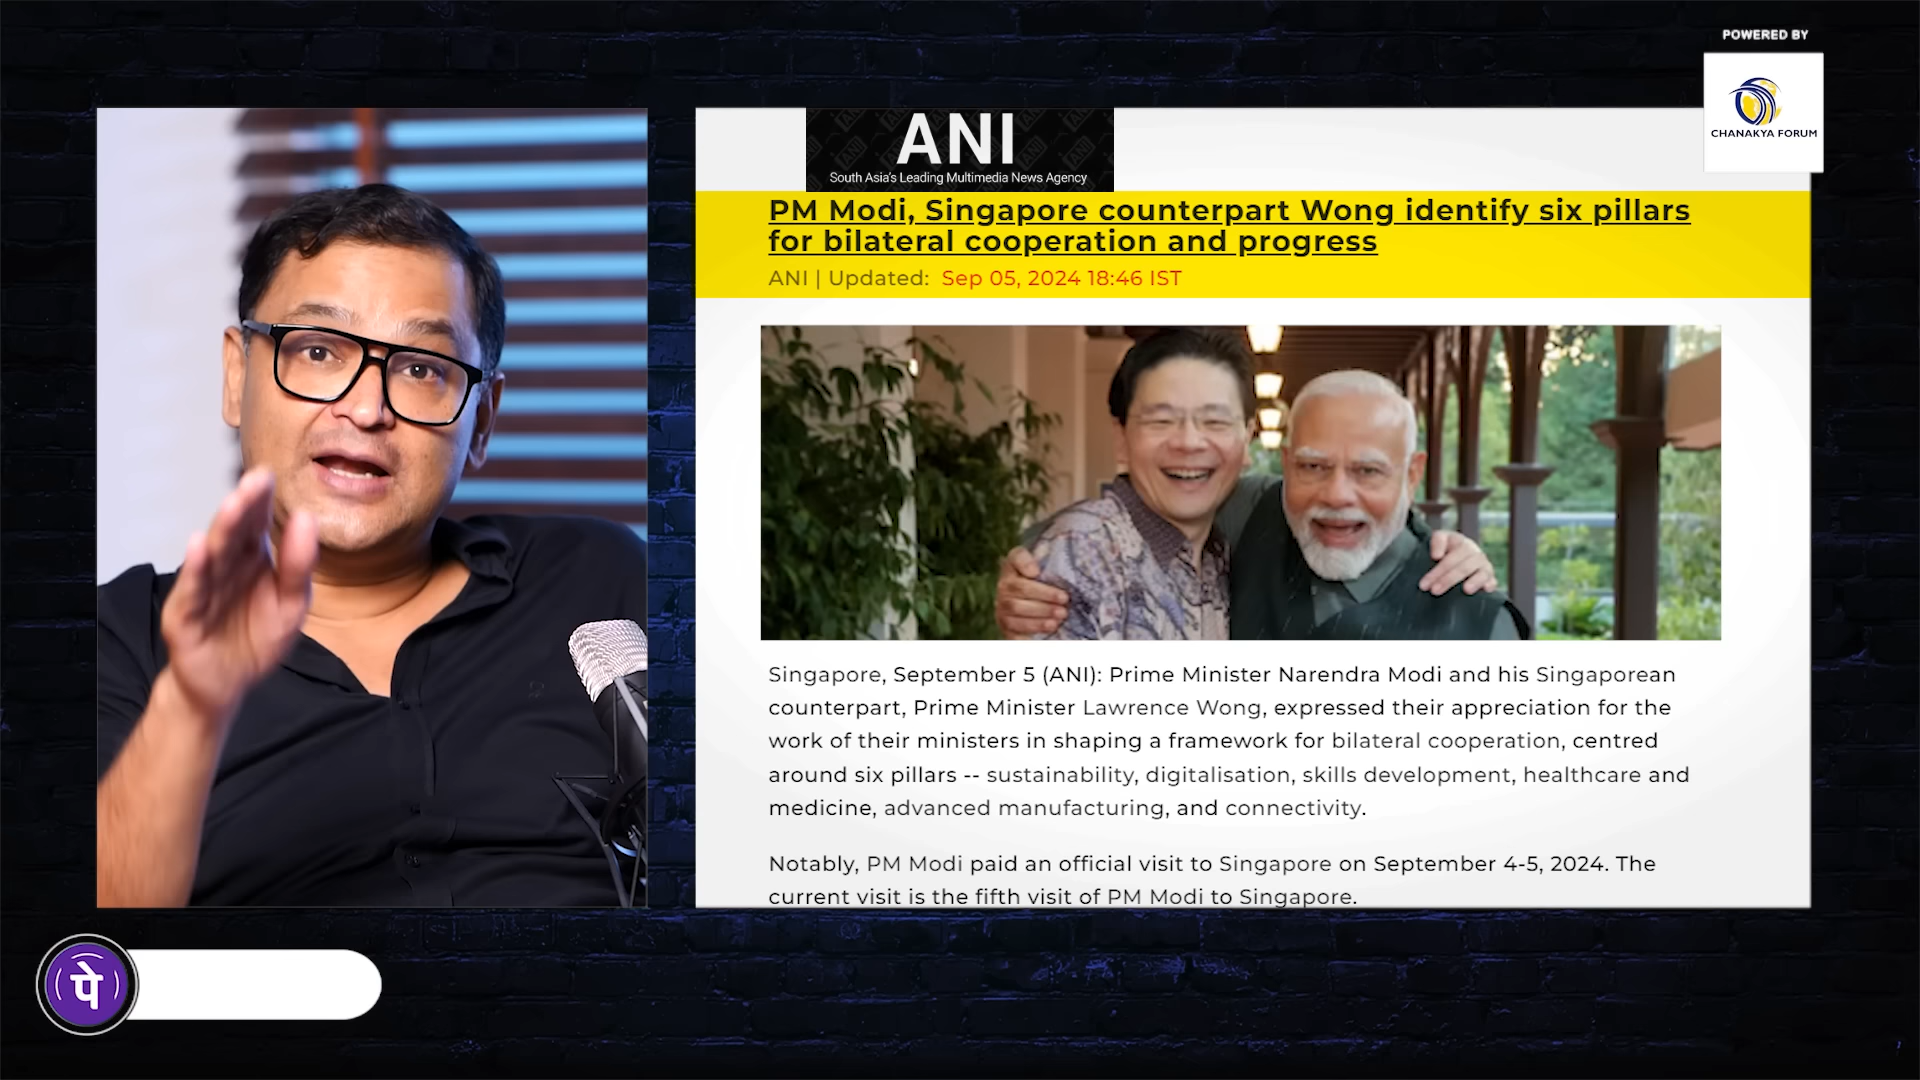 POWERED BY
CHANAKYA FORUM
ANI
South Asia's Leading Multimedia News Agency
PM Modi, Singapore counterpart Wong identify six pillars
for bilateral cooperation and progress
ANI | Updated: Sep 05, 2024 18:46 IST
Singapore, September 5 (ANI): Prime Minister Narendra Modi and his Singaporean
counterpart, Prime Minister Lawrence Wong, expressed their appreciation for the
work of their ministers in shaping a framework for bilateral cooperation, centred
around six pillars -- sustainability, digitalisation, skills development, healthcare and
medicine, advanced manufacturing, and connectivity.
Notably, PM Modi paid an official visit to Singapore on September 4-5, 2024. The
current visit is the fifth visit of PM Modi to Singapore.
पे